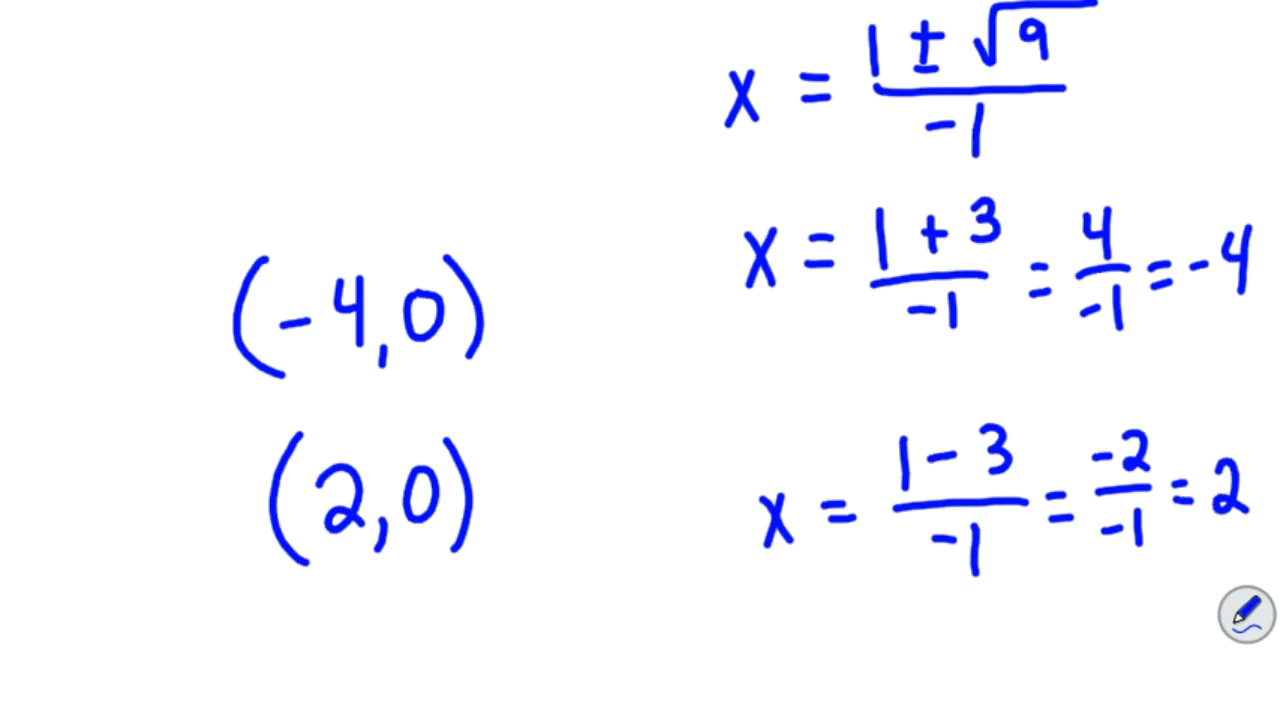 x = (1 ± √9) / -1
x = (1 + 3) / -1 = 4 / -1 = -4
(-4,0)
x = (1 - 3) / -1 = -2 / -1 = 2
(2,0)